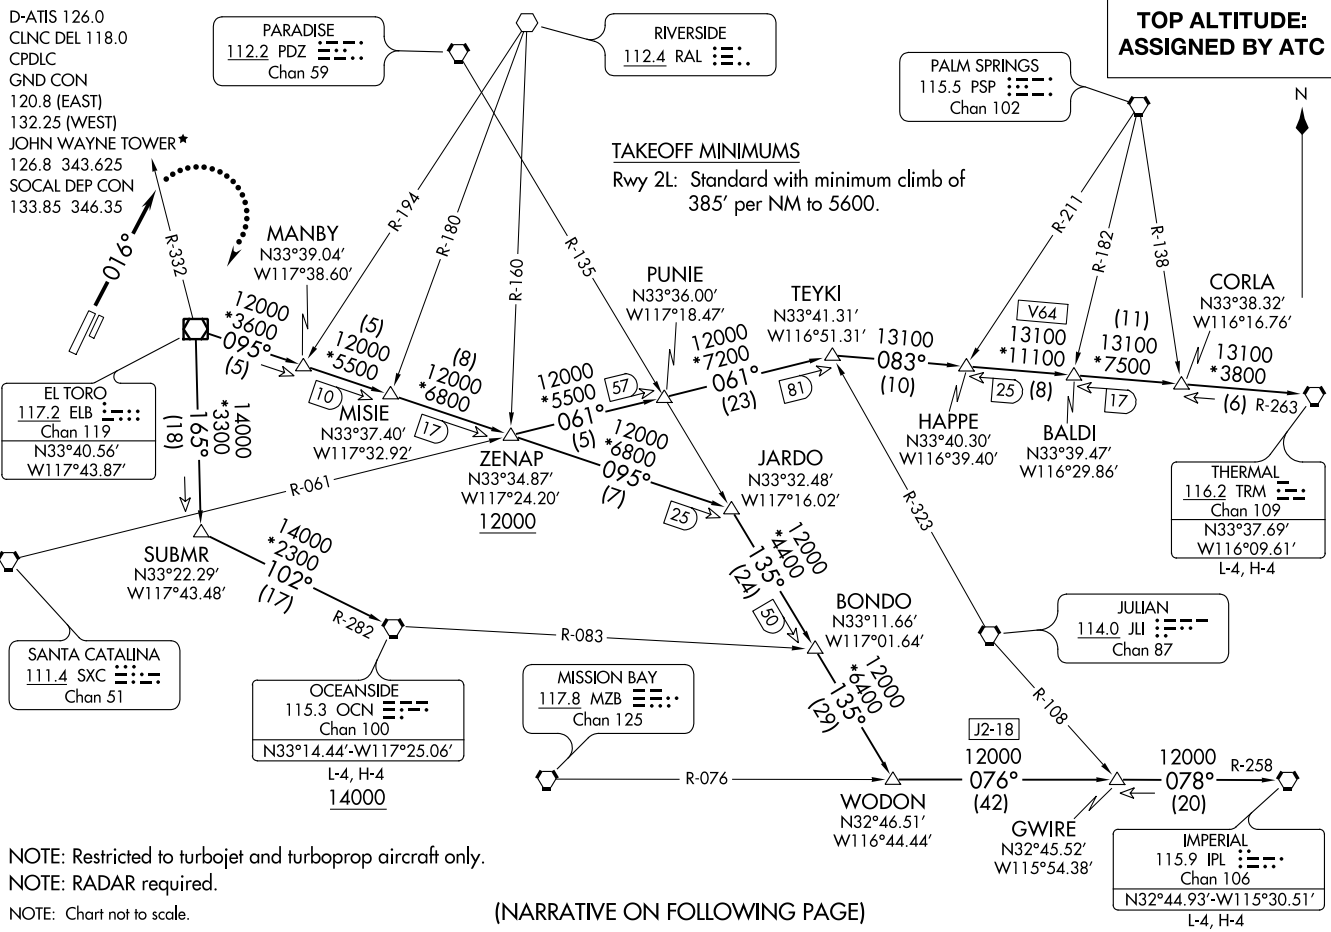 D-ATIS 126.0
CLNC DEL 118.0
CPDLC
GND CON
120.8 (EAST)
132.25 (WEST)
JOHN WAYNE TOWER★
126.8 343.625
SOCAL DEP CON
133.85 346.35
PARADISE
112.2 PDZ
Chan 59
RIVERSIDE
112.4 RAL
TOP ALTITUDE:
ASSIGNED BY ATC
PALM SPRINGS
115.5 PSP
Chan 102
N
TAKEOFF MINIMUMS
Rwy 2L: Standard with minimum climb of
385' per NM to 5600.
016°
R-332
R-194
R-180
R-160
R-135
R-211
R-182
R-138
MANBY
N33°39.04'
W117°38.60'
PUNIE
N33°36.00'
W117°18.47'
TEYKI
N33°41.31'
W116°51.31'
CORLA
N33°38.32'
W116°16.76'
12000
*3600
095°
(5)
(5)
12000
*5500
10
(8)
12000
*6800
17
12000
*5500
061°
(5)
57
12000
*7200
061°
(23)
81
13100
083°
(10)
V64
13100
*11100
25
(8)
(11)
13100
*7500
17
13100
*3800
(6)
R-263
EL TORO
117.2 ELB
Chan 119
N33°40.56'
W117°43.87'
MISIE
N33°37.40'
W117°32.92'
ZENAP
N33°34.87'
W117°24.20'
12000
12000
*6800
095°
(7)
25
JARDO
N33°32.48'
W117°16.02'
HAPPE
N33°40.30'
W116°39.40'
BALDI
N33°39.47'
W116°29.86'
THERMAL
116.2 TRM
Chan 109
N33°37.69'
W116°09.61'
L-4, H-4
14000
*3300
165°
(18)
R-061
R-323
SUBMR
N33°22.29'
W117°43.48'
14000
*2300
102°
(17)
R-282
R-083
12000
*4400
135°
(24)
50
BONDO
N33°11.66'
W117°01.64'
JULIAN
114.0 JLI
Chan 87
SANTA CATALINA
111.4 SXC
Chan 51
OCEANSIDE
115.3 OCN
Chan 100
N33°14.44'-W117°25.06'
L-4, H-4
14000
MISSION BAY
117.8 MZB
Chan 125
12000
*6400
135°
(29)
R-108
R-076
J2-18
12000
076°
(42)
12000
078°
(20)
R-258
WODON
N32°46.51'
W116°44.44'
GWIRE
N32°45.52'
W115°54.38'
IMPERIAL
115.9 IPL
Chan 106
N32°44.93'-W115°30.51'
L-4, H-4
NOTE: Restricted to turbojet and turboprop aircraft only.
NOTE: RADAR required.
NOTE: Chart not to scale.
(NARRATIVE ON FOLLOWING PAGE)